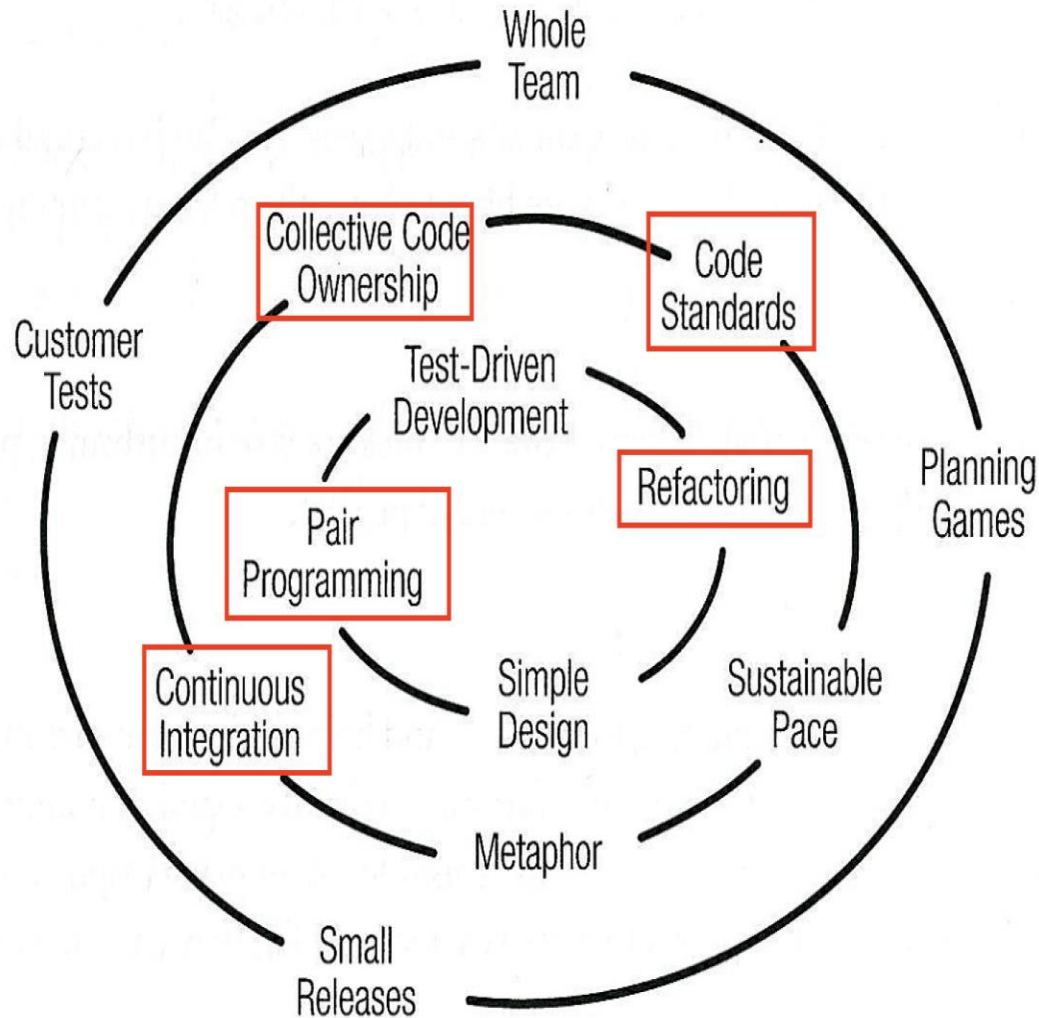 Whole
Team
Collective Code
Ownership
Code
Standards
Customer
Tests
Test-Driven
Development
Refactoring
Planning
Games
Pair
Programming
Continuous
Integration
Simple
Design
Sustainable
Pace
Metaphor
Small
Releases